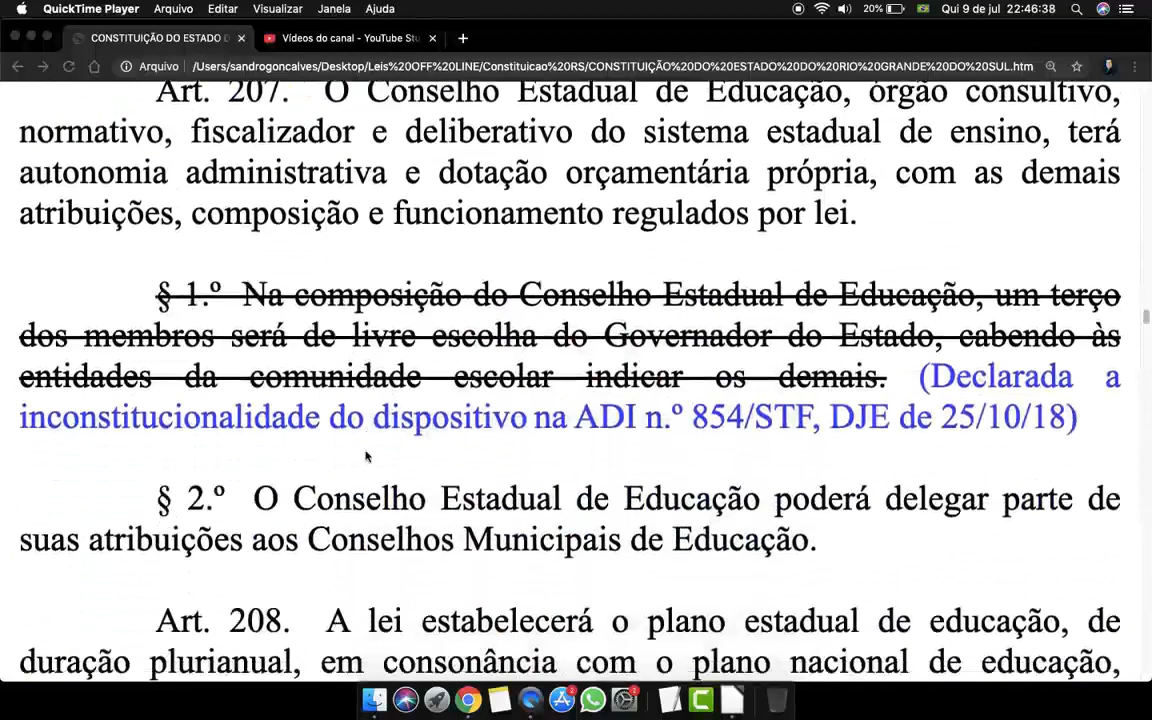 QuickTime Player Arquivo Editar Visualizar Janela Ajuda 20% Qui 9 de jul 22:46:38
CONSTITUIÇÃO DO ESTADO D Vídeos do canal - YouTube Stu
Arquivo /Users/sandrogoncalves/Desktop/Leis%20OFF%20LINE/Constituicao%20RS/CONSTITUIÇÃO%20DO%20ESTADO%20DO%20RIO%20GRANDE%20DO%20SUL.htm
Art. 207. O Conselho Estadual de Educação, órgão consultivo,
normativo, fiscalizador e deliberativo do sistema estadual de ensino, terá
autonomia administrativa e dotação orçamentária própria, com as demais
atribuições, composição e funcionamento regulados por lei.
§ 1.º Na composição do Conselho Estadual de Educação, um terço
dos membros será de livre escolha do Governador do Estado, cabendo às
entidades da comunidade escolar indicar os demais. (Declarada a
inconstitucionalidade do dispositivo na ADI n.º 854/STF, DJE de 25/10/18)
§ 2.º O Conselho Estadual de Educação poderá delegar parte de
suas atribuições aos Conselhos Municipais de Educação.
Art. 208. A lei estabelecerá o plano estadual de educação, de
duração plurianual, em consonância com o plano nacional de educação,